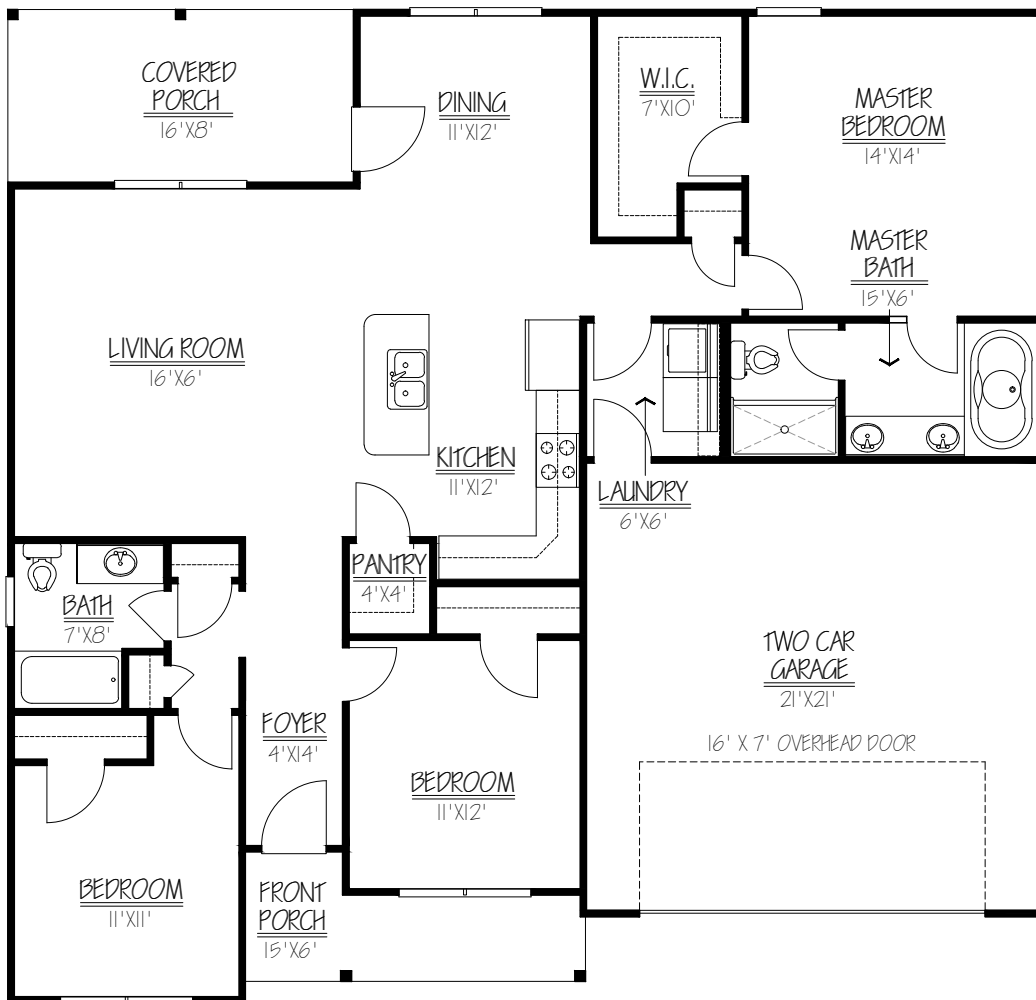 COVERED
PORCH
16'X8'
DINING
11'X12'
W.I.C.
7'X10'
MASTER
BEDROOM
14'X14'
MASTER
BATH
15'X6'
LIVING ROOM
16'X6'
KITCHEN
11'X12'
LAUNDRY
6'X6'
PANTRY
4'X4'
BATH
7'X8'
TWO CAR
GARAGE
21'X21'
16' X 7' OVERHEAD DOOR
FOYER
4'X14'
BEDROOM
11'X12'
BEDROOM
11'X11'
FRONT
PORCH
15'X6'